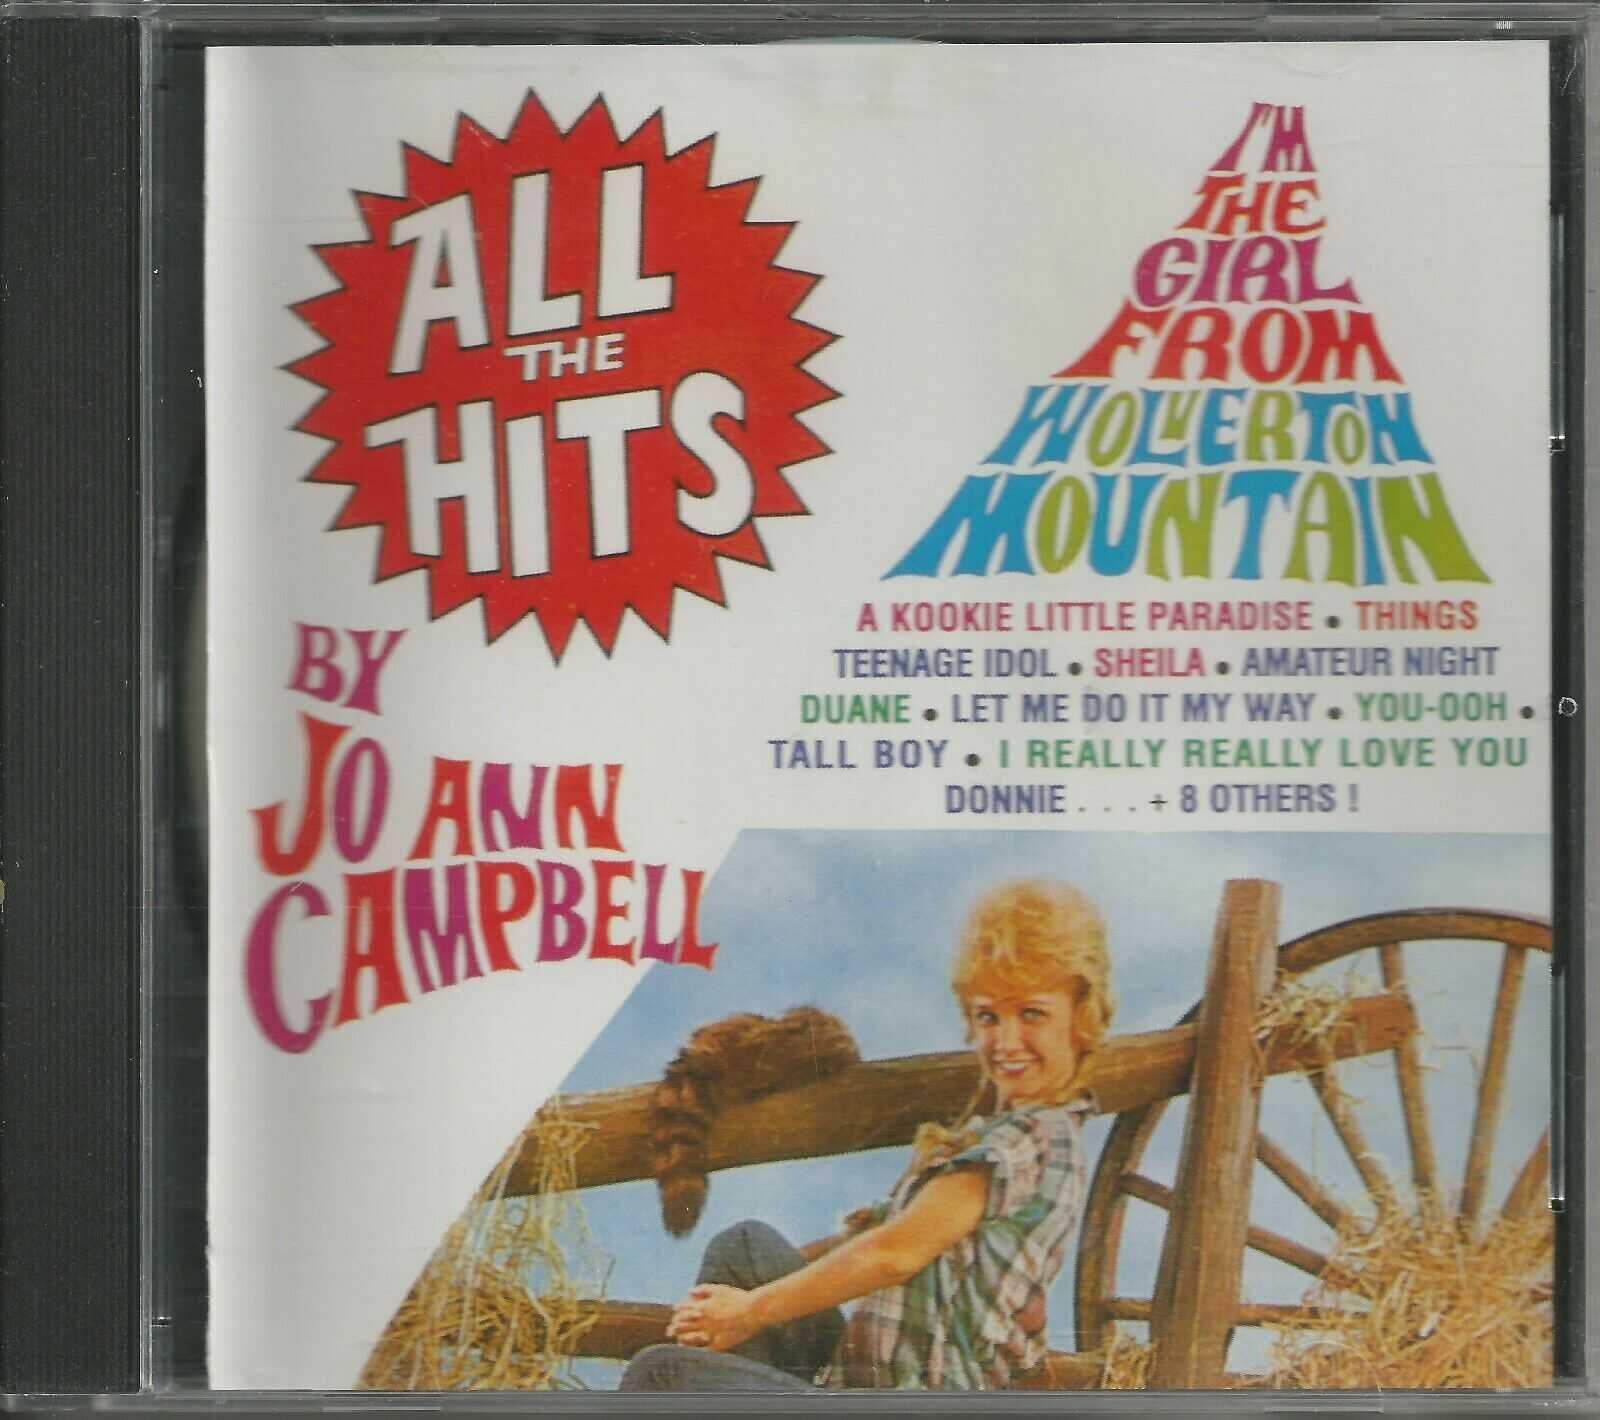 ALL
THE
HITS
BY
JO ANN
CAMPBELL
I'M
THE
GIRL
FROM
WOLVERTON
MOUNTAIN
A KOOKIE LITTLE PARADISE • THINGS
TEENAGE IDOL • SHEILA • AMATEUR NIGHT
DUANE • LET ME DO IT MY WAY • YOU-OOH •
TALL BOY • I REALLY REALLY LOVE YOU
DONNIE . . . + 8 OTHERS !